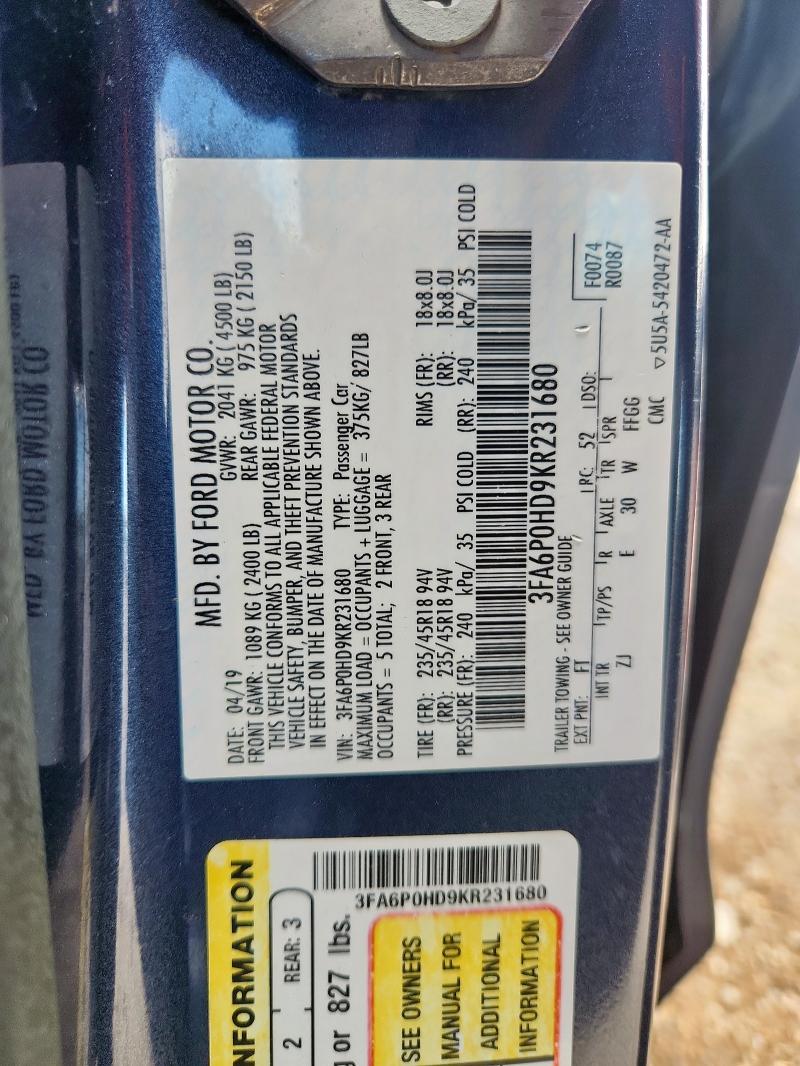 MFD. BY FORD MOTOR CO.
DATE: 04/19 GVWR: 2041 KG ( 4500 LB)
FRONT GAWR: 1089 KG ( 2400 LB) REAR GAWR: 975 KG ( 2150 LB)
THIS VEHICLE CONFORMS TO ALL APPLICABLE FEDERAL MOTOR
VEHICLE SAFETY, BUMPER, AND THEFT PREVENTION STANDARDS
IN EFFECT ON THE DATE OF MANUFACTURE SHOWN ABOVE.
VIN: 3FA6P0HD9KR231680 TYPE: Passenger Car
MAXIMUM LOAD = OCCUPANTS + LUGGAGE = 375KG/ 827LB
OCCUPANTS = 5 TOTAL; 2 FRONT, 3 REAR
TIRE (FR): 235/45R18 94V RIMS (FR): 18x8.0J
(RR): 235/45R18 94V (RR): 18x8.0J
PRESSURE (FR): 240 kPa/ 35 PSI COLD (RR): 240 kPa/ 35 PSI COLD
3FA6P0HD9KR231680
TRAILER TOWING - SEE OWNER GUIDE
EXT PNT: FT RC: 52 DSO:
F0074
R0087
INT TR TP/PS R AXLE TR SPR
ZJ E 30 W FFGG
CMC ▽5U5A-5420472-AA
NFORMATION
2 REAR: 3
g or 827 lbs.
3FA6P0HD9KR231680
SEE OWNERS
MANUAL FOR
ADDITIONAL
INFORMATION